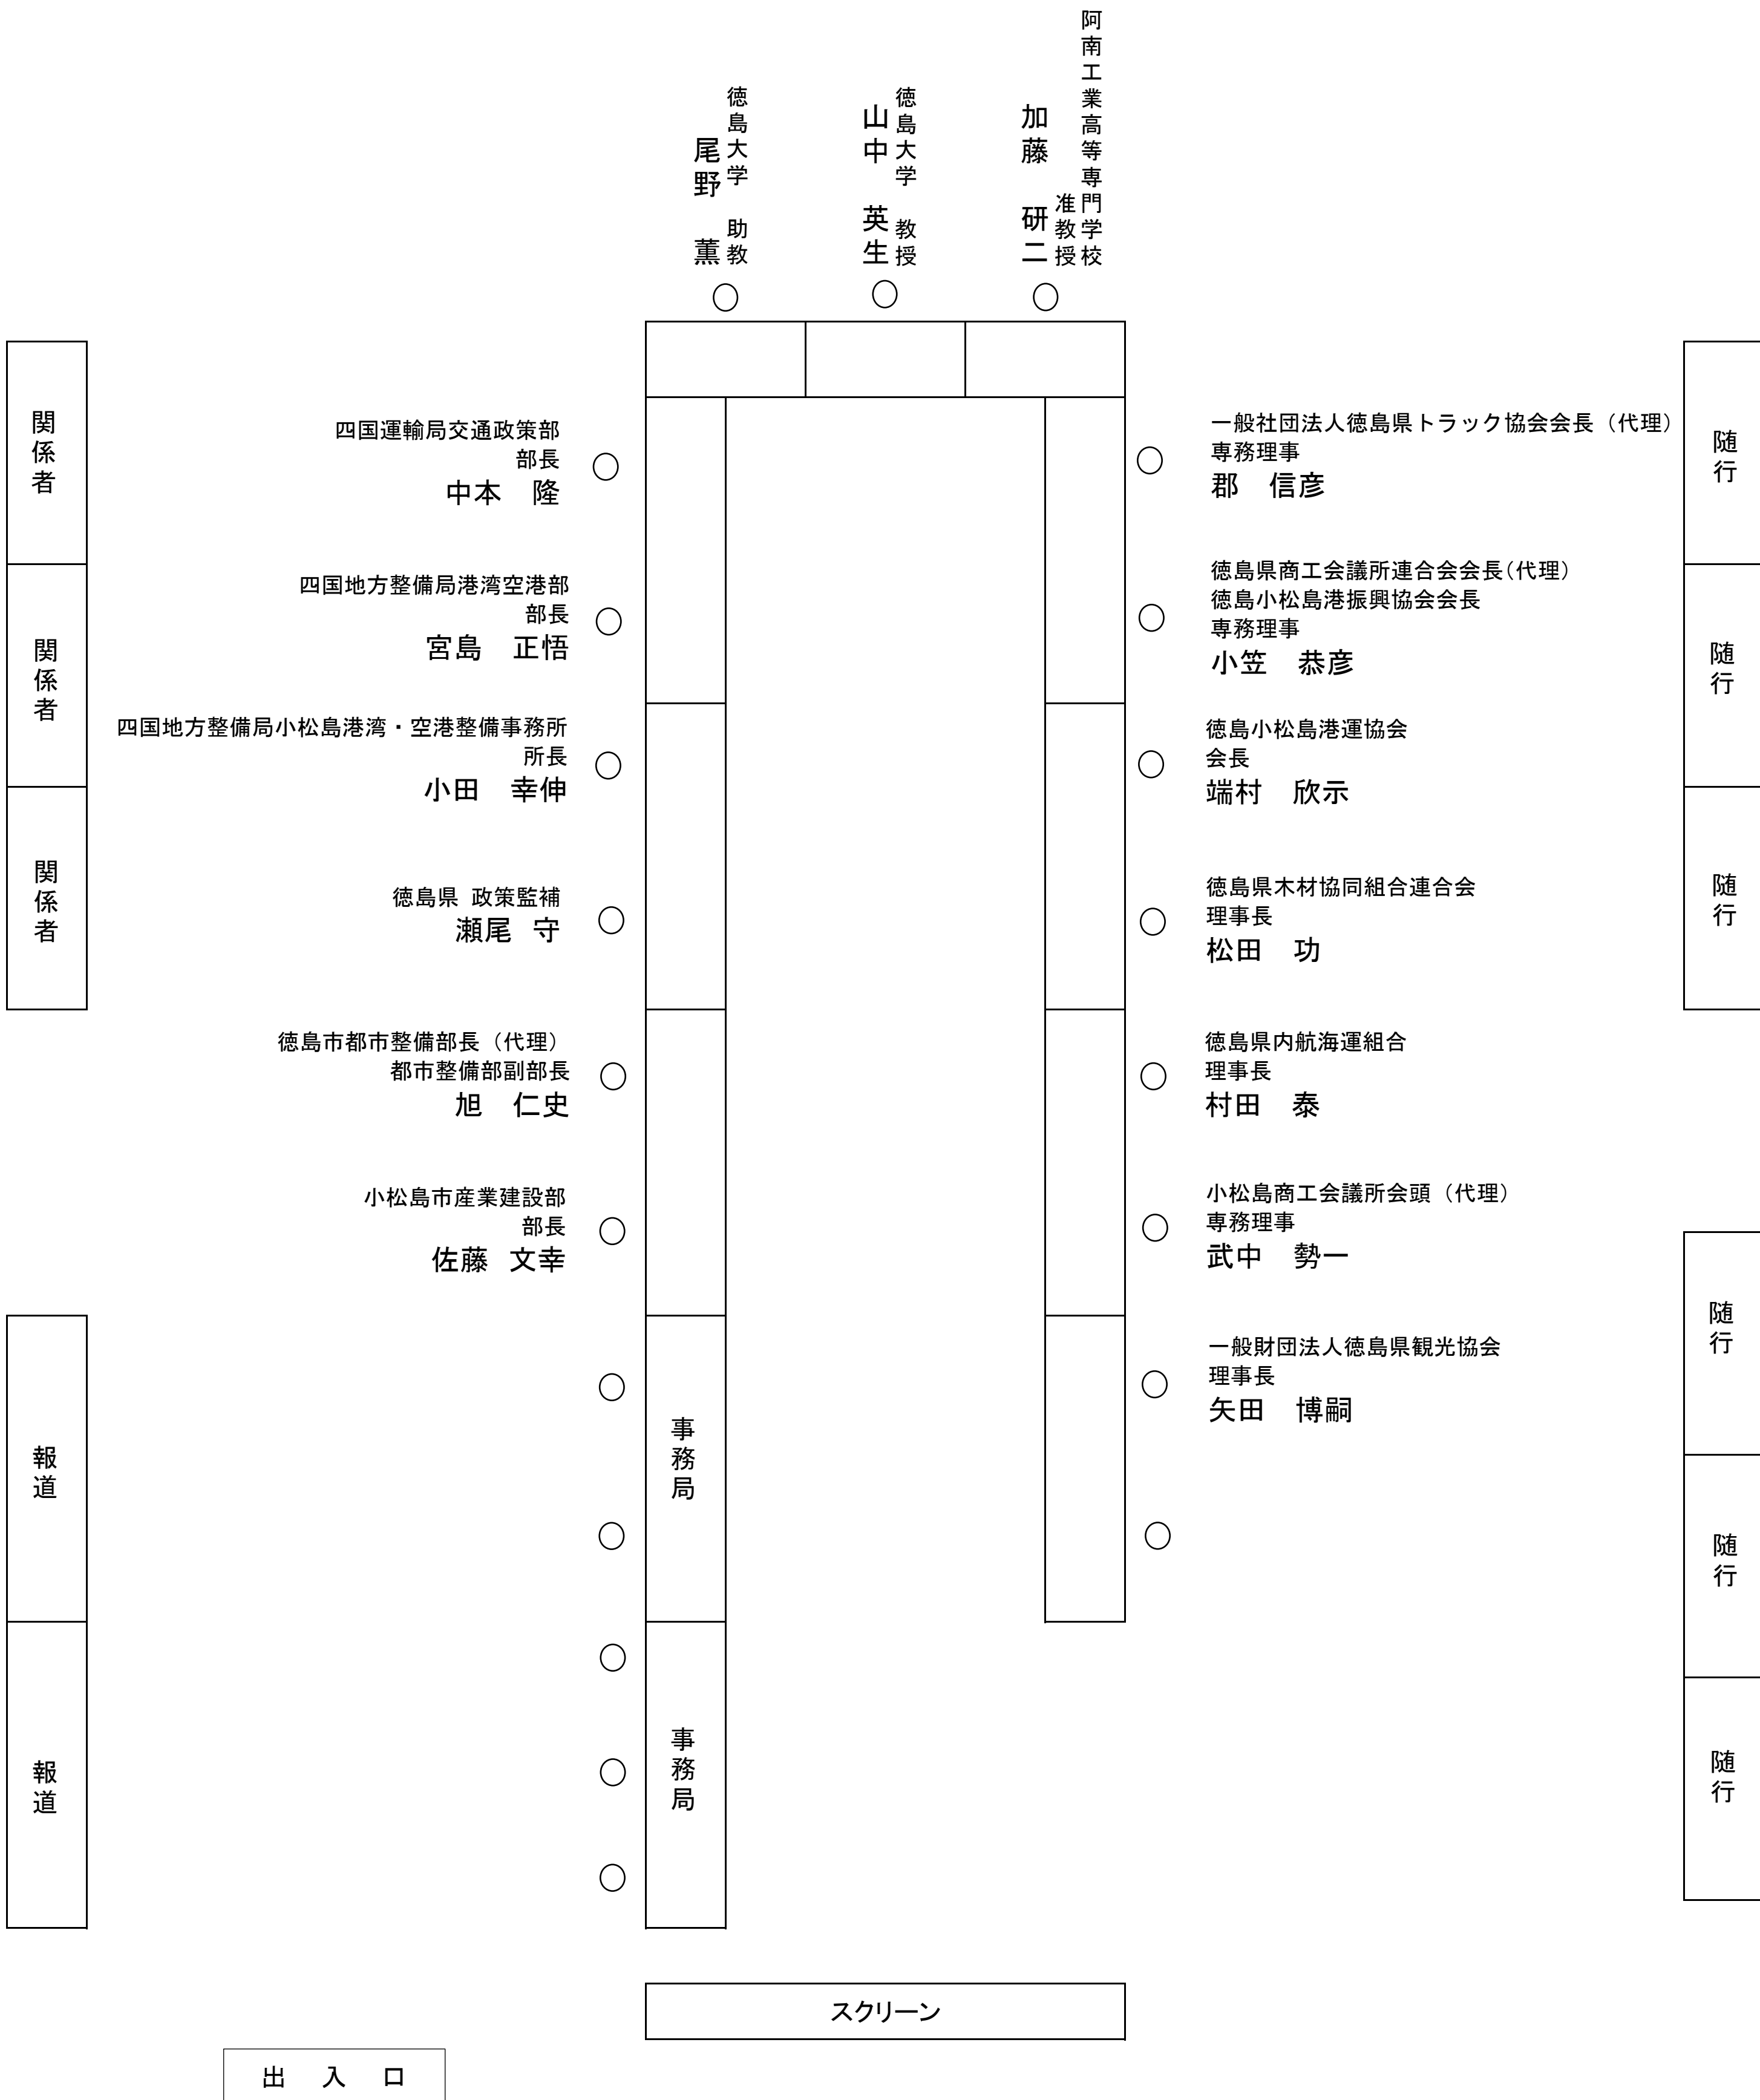 阿南工業高等専門学校
准教授
加藤　研二
徳島大学　教授
山中　英生
徳島大学　助教
尾野　薫
関係者
関係者
関係者
四国運輸局交通政策部
部長
中本　隆
四国地方整備局港湾空港部
部長
宮島　正悟
四国地方整備局小松島港湾・空港整備事務所
所長
小田　幸伸
徳島県 政策監補
瀬尾 守
徳島市都市整備部長（代理）
都市整備部副部長
旭　仁史
小松島市産業建設部
部長
佐藤 文幸
一般社団法人徳島県トラック協会会長（代理）
専務理事
郡　信彦
徳島県商工会議所連合会会長（代理）
徳島小松島港振興協会会長
専務理事
小笠　恭彦
徳島小松島港運協会
会長
端村　欣示
徳島県木材協同組合連合会
理事長
松田　功
徳島県内航海運組合
理事長
村田　泰
小松島商工会議所会頭（代理）
専務理事
武中　勢一
一般財団法人徳島県観光協会
理事長
矢田　博嗣
随行
随行
随行
随行
随行
随行
報道
報道
事務局
事務局
スクリーン
出　入　口